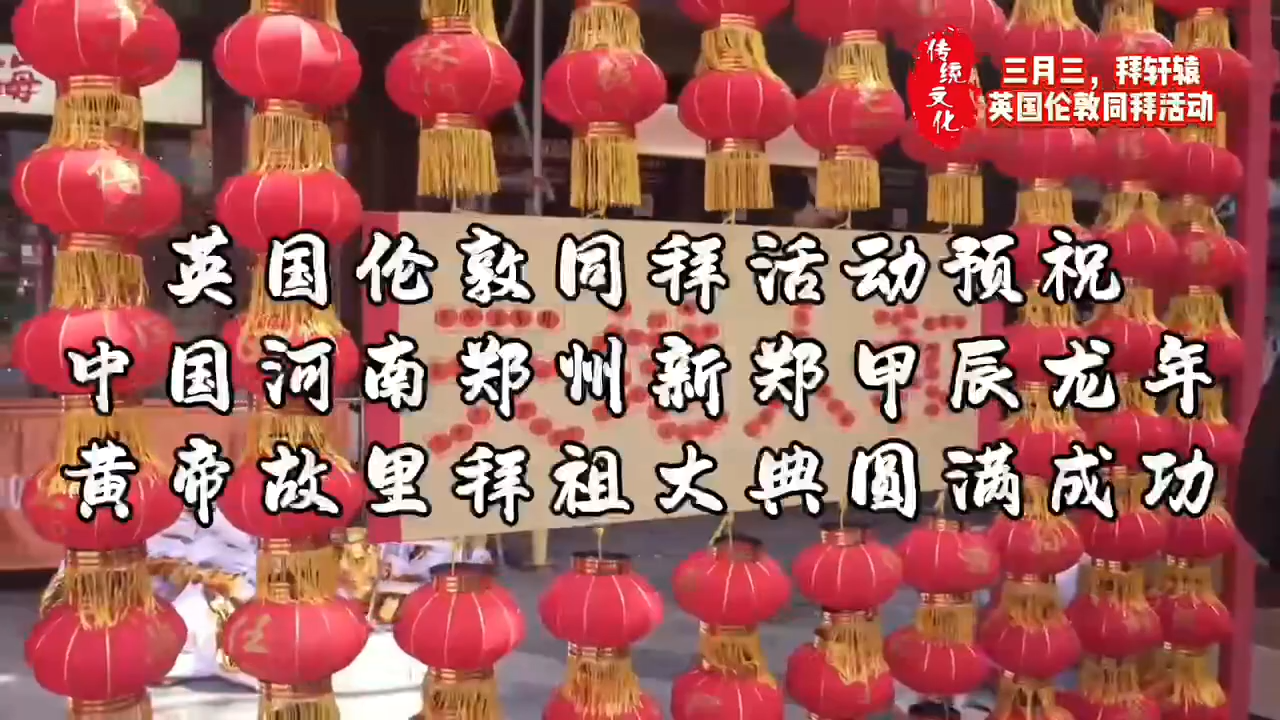 传统文化
三月三，拜轩辕
英国伦敦同拜活动
英国伦敦同拜活动预祝
中国河南郑州新郑甲辰龙年
黄帝故里拜祖大典圆满成功